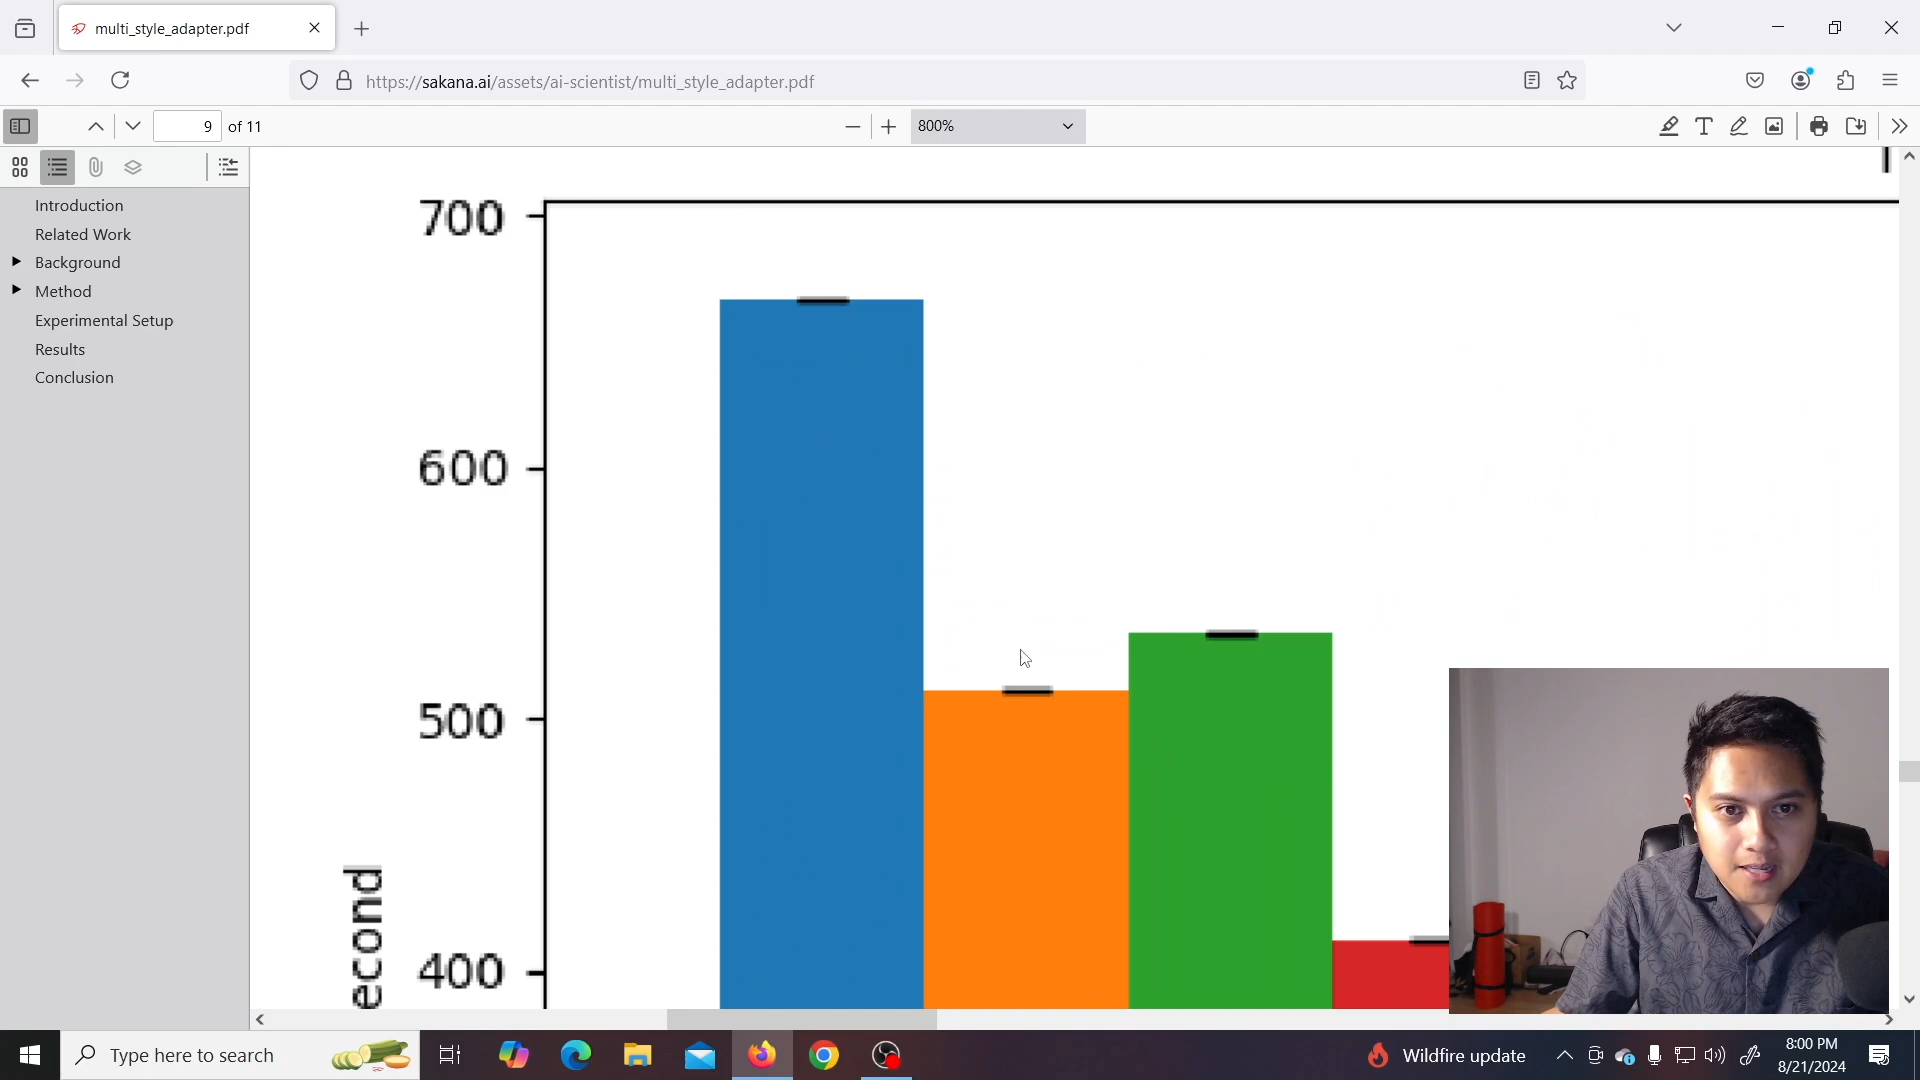 multi_style_adapter.pdf
https://sakana.ai/assets/ai-scientist/multi_style_adapter.pdf
9 of 11
800%
Introduction
Related Work
Background
Method
Experimental Setup
Results
Conclusion
700
600
500
400
econd
Type here to search
Wildfire update
8:00 PM
8/21/2024